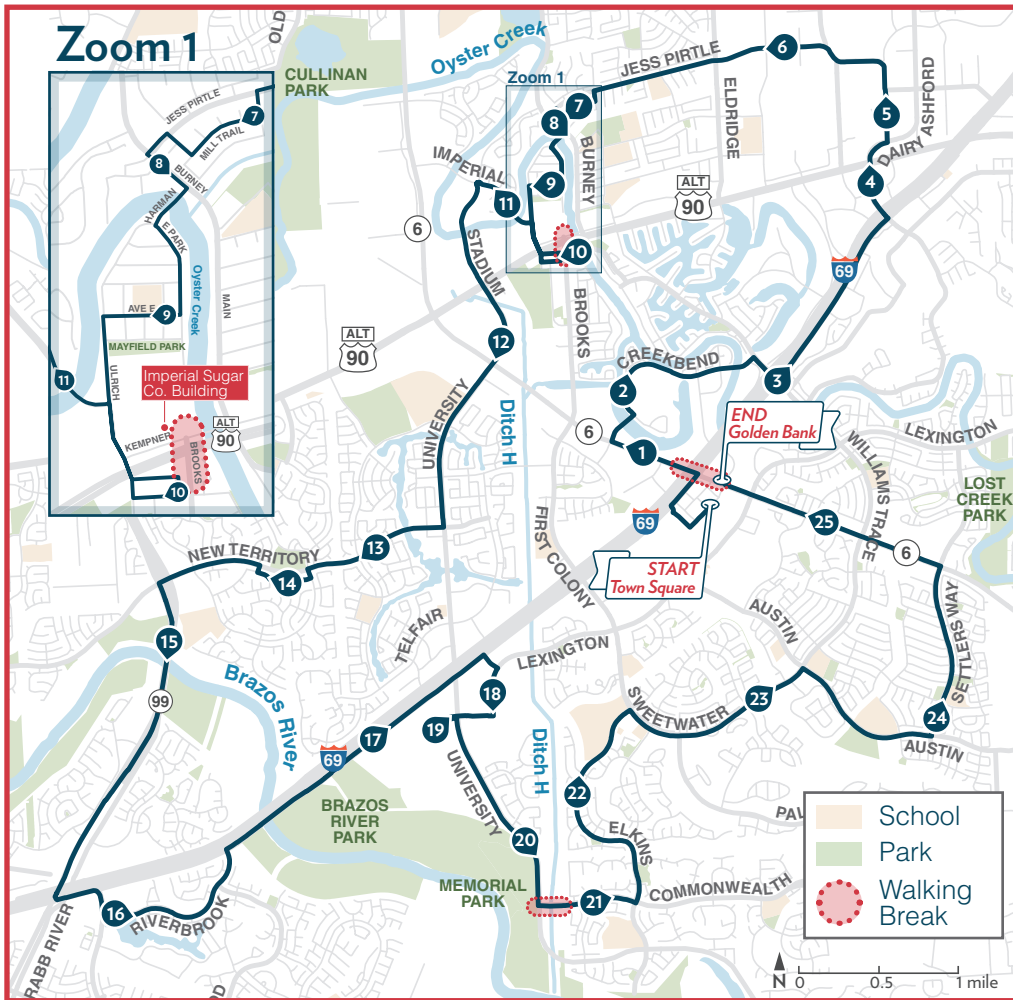 Zoom 1
JESS PIRTLE
7
MILL TRAIL
8
BURNEY
HARMAN
E PARK
Oyster Creek
MAIN
AVE E
9
MAYFIELD PARK
11
ULRICH
Imperial Sugar
Co. Building
KEMPNER
ALT
90
BROOKS
10
OLD
CULLINAN
PARK
Oyster Creek
Zoom 1
JESS PIRTLE
6
ELDRIDGE
DAIRY ASHFORD
5
4
7
8
BURNEY
IMPERIAL
9
11
ALT
90
6
10
STADIUM
BROOKS
69
12
ALT
90
CREEKBEND
2
3
6
1
END
Golden Bank
LEXINGTON
WILLIAMS TRACE
LOST
CREEK
PARK
UNIVERSITY
Ditch H
69
START
Town Square
25
6
FIRST COLONY
NEW TERRITORY
13
14
AUSTIN
SETTLERS WAY
15
TELFAIR
LEXINGTON
99
Brazos River
18
SWEETWATER
23
24
AUSTIN
17
19
69
UNIVERSITY
Ditch H
22
BRAZOS
RIVER
PARK
20
ELKINS
PAL
MEMORIAL
PARK
21
COMMONWEALTH
16
RIVERBROOK
CRABB RIVER
OD
School
Park
Walking
Break
N
0
0.5
1 mile